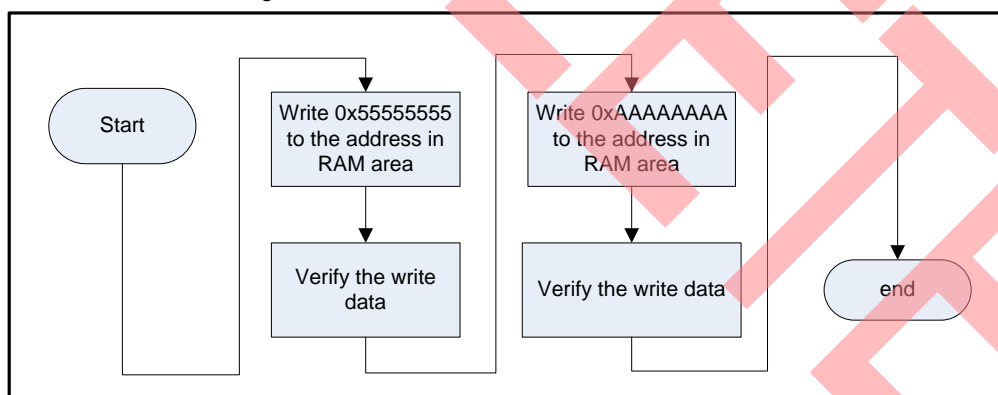 Start
Write 0x55555555
to the address in
RAM area
Verify the write
data
Write 0xAAAAAAAA
to the address in
RAM area
Verify the write data
end